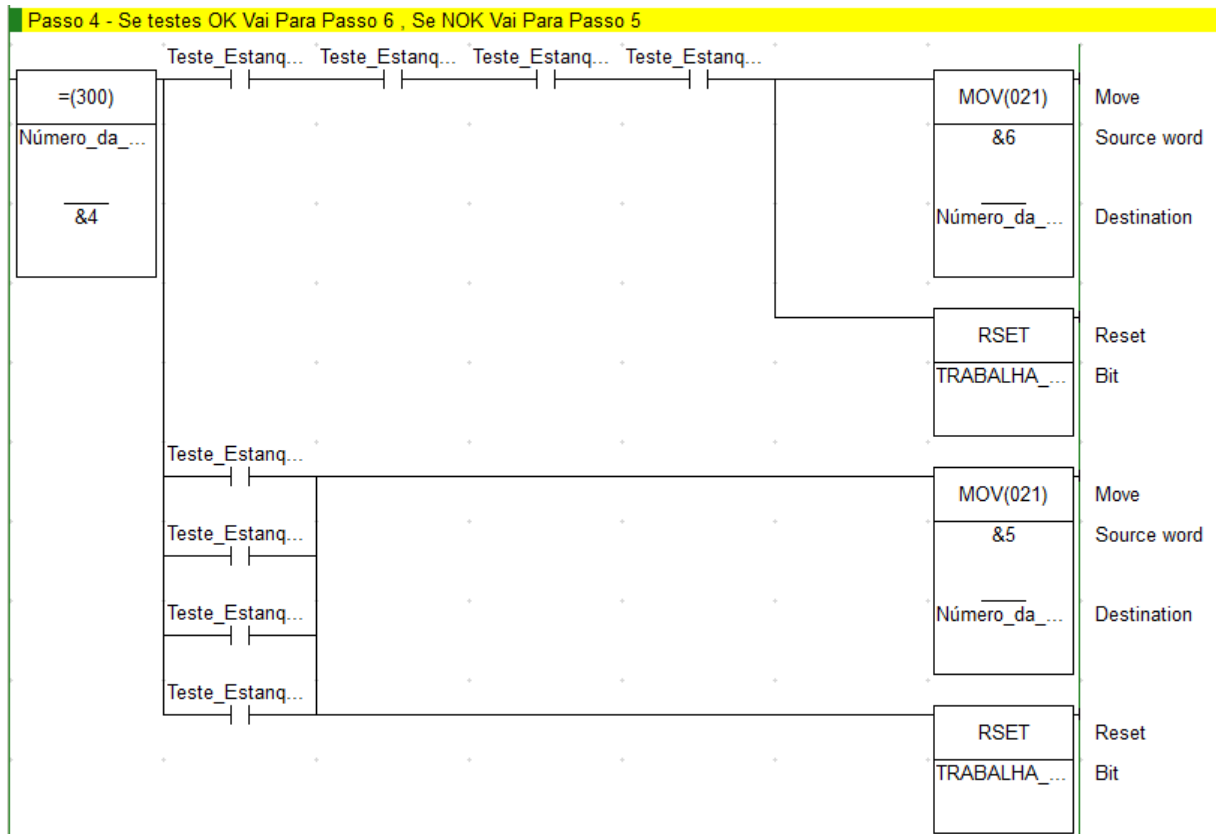 Passo 4 - Se testes OK Vai Para Passo 6 , Se NOK Vai Para Passo 5
Teste_Estanq... Teste_Estanq... Teste_Estanq... Teste_Estanq...
=(300)
Número_da_...
&4
MOV(021) Move
&6 Source word
Número_da_... Destination
RSET Reset
TRABALHA_... Bit
Teste_Estanq...
MOV(021) Move
Teste_Estanq...
&5 Source word
Teste_Estanq...
Número_da_... Destination
Teste_Estanq...
RSET Reset
TRABALHA_... Bit